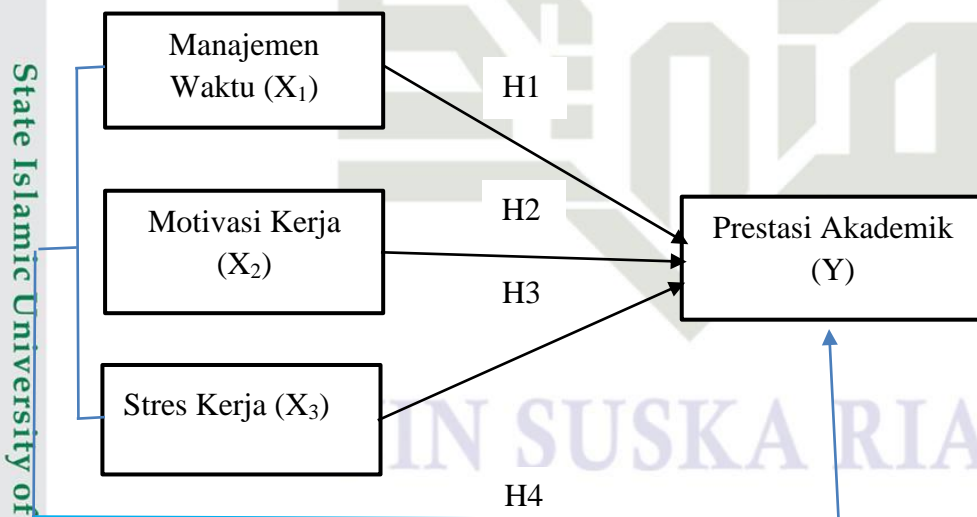 State Islamic University of
Manajemen
Waktu (X₁)
H1
Motivasi Kerja
(X₂)
H2
Prestasi Akademik
(Y)
H3
Stres Kerja (X₃)
IN SUSKA RIA
H4